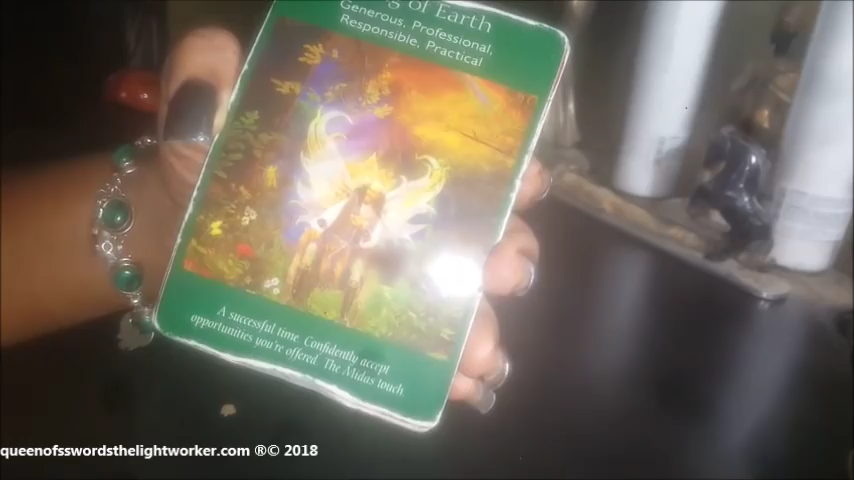 of Earth
Generous, Professional,
Responsible, Practical
A successful time. Confidently accept
opportunities you're offered. The Midas touch
queenofsswordsthelightworker.com ®© 2018